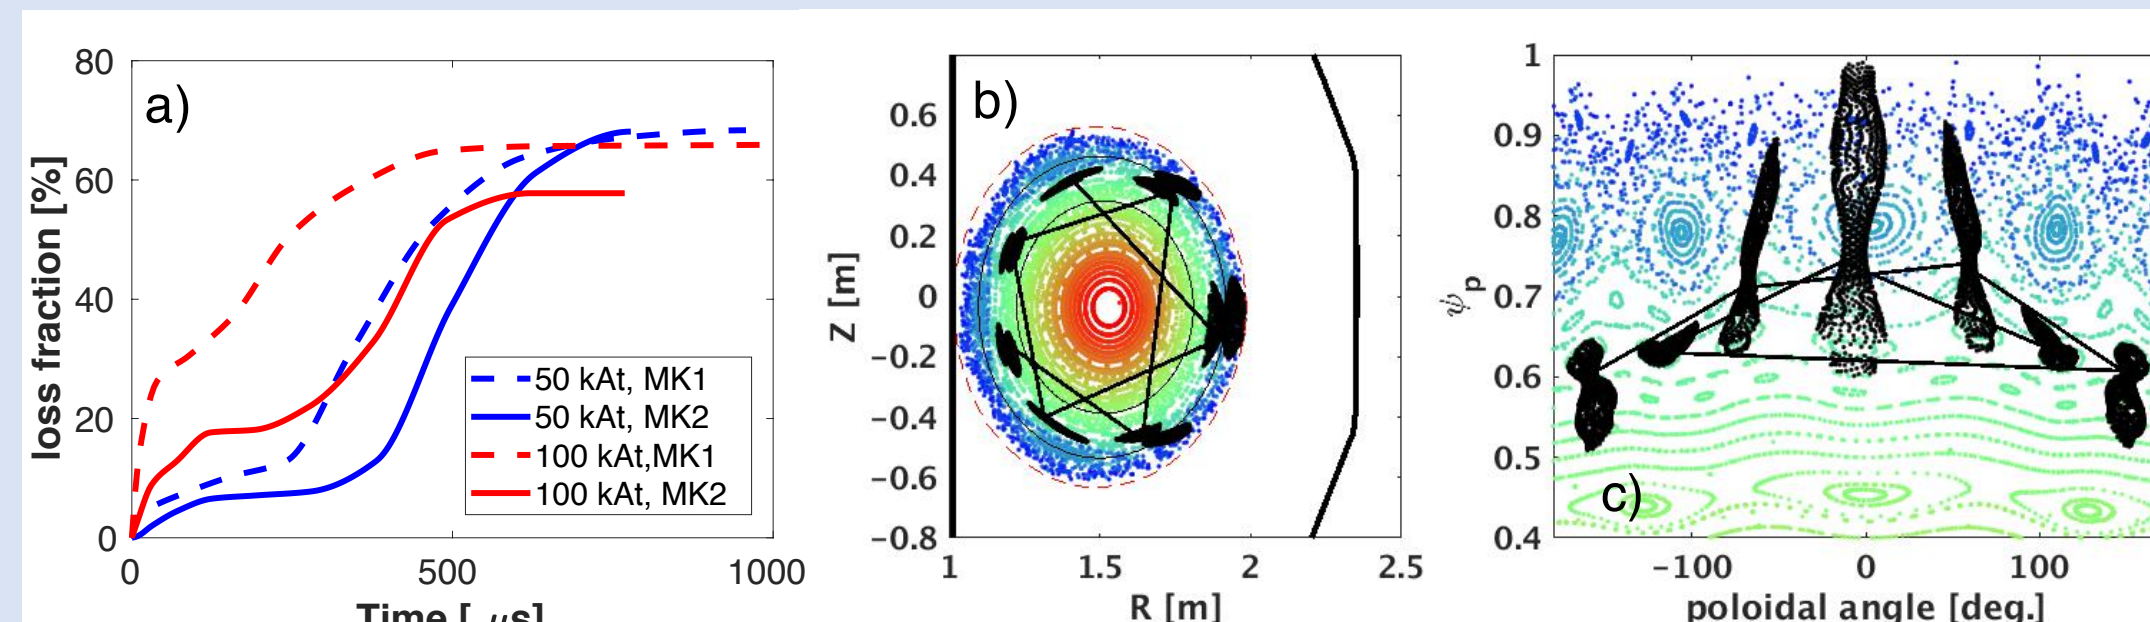 a)
80
60
40
20
0
0
500
1000
loss fraction [%]
Time [ μs]
50 kAt, MK1
50 kAt, MK2
100 kAt,MK1
100 kAt, MK2
b)
0.6
0.4
0.2
0
−0.2
−0.4
−0.6
−0.8
1
1.5
2
2.5
Z [m]
R [m]
c)
1
0.9
0.8
0.7
0.6
0.5
0.4
−100
0
100
ψp
poloidal angle [deg.]